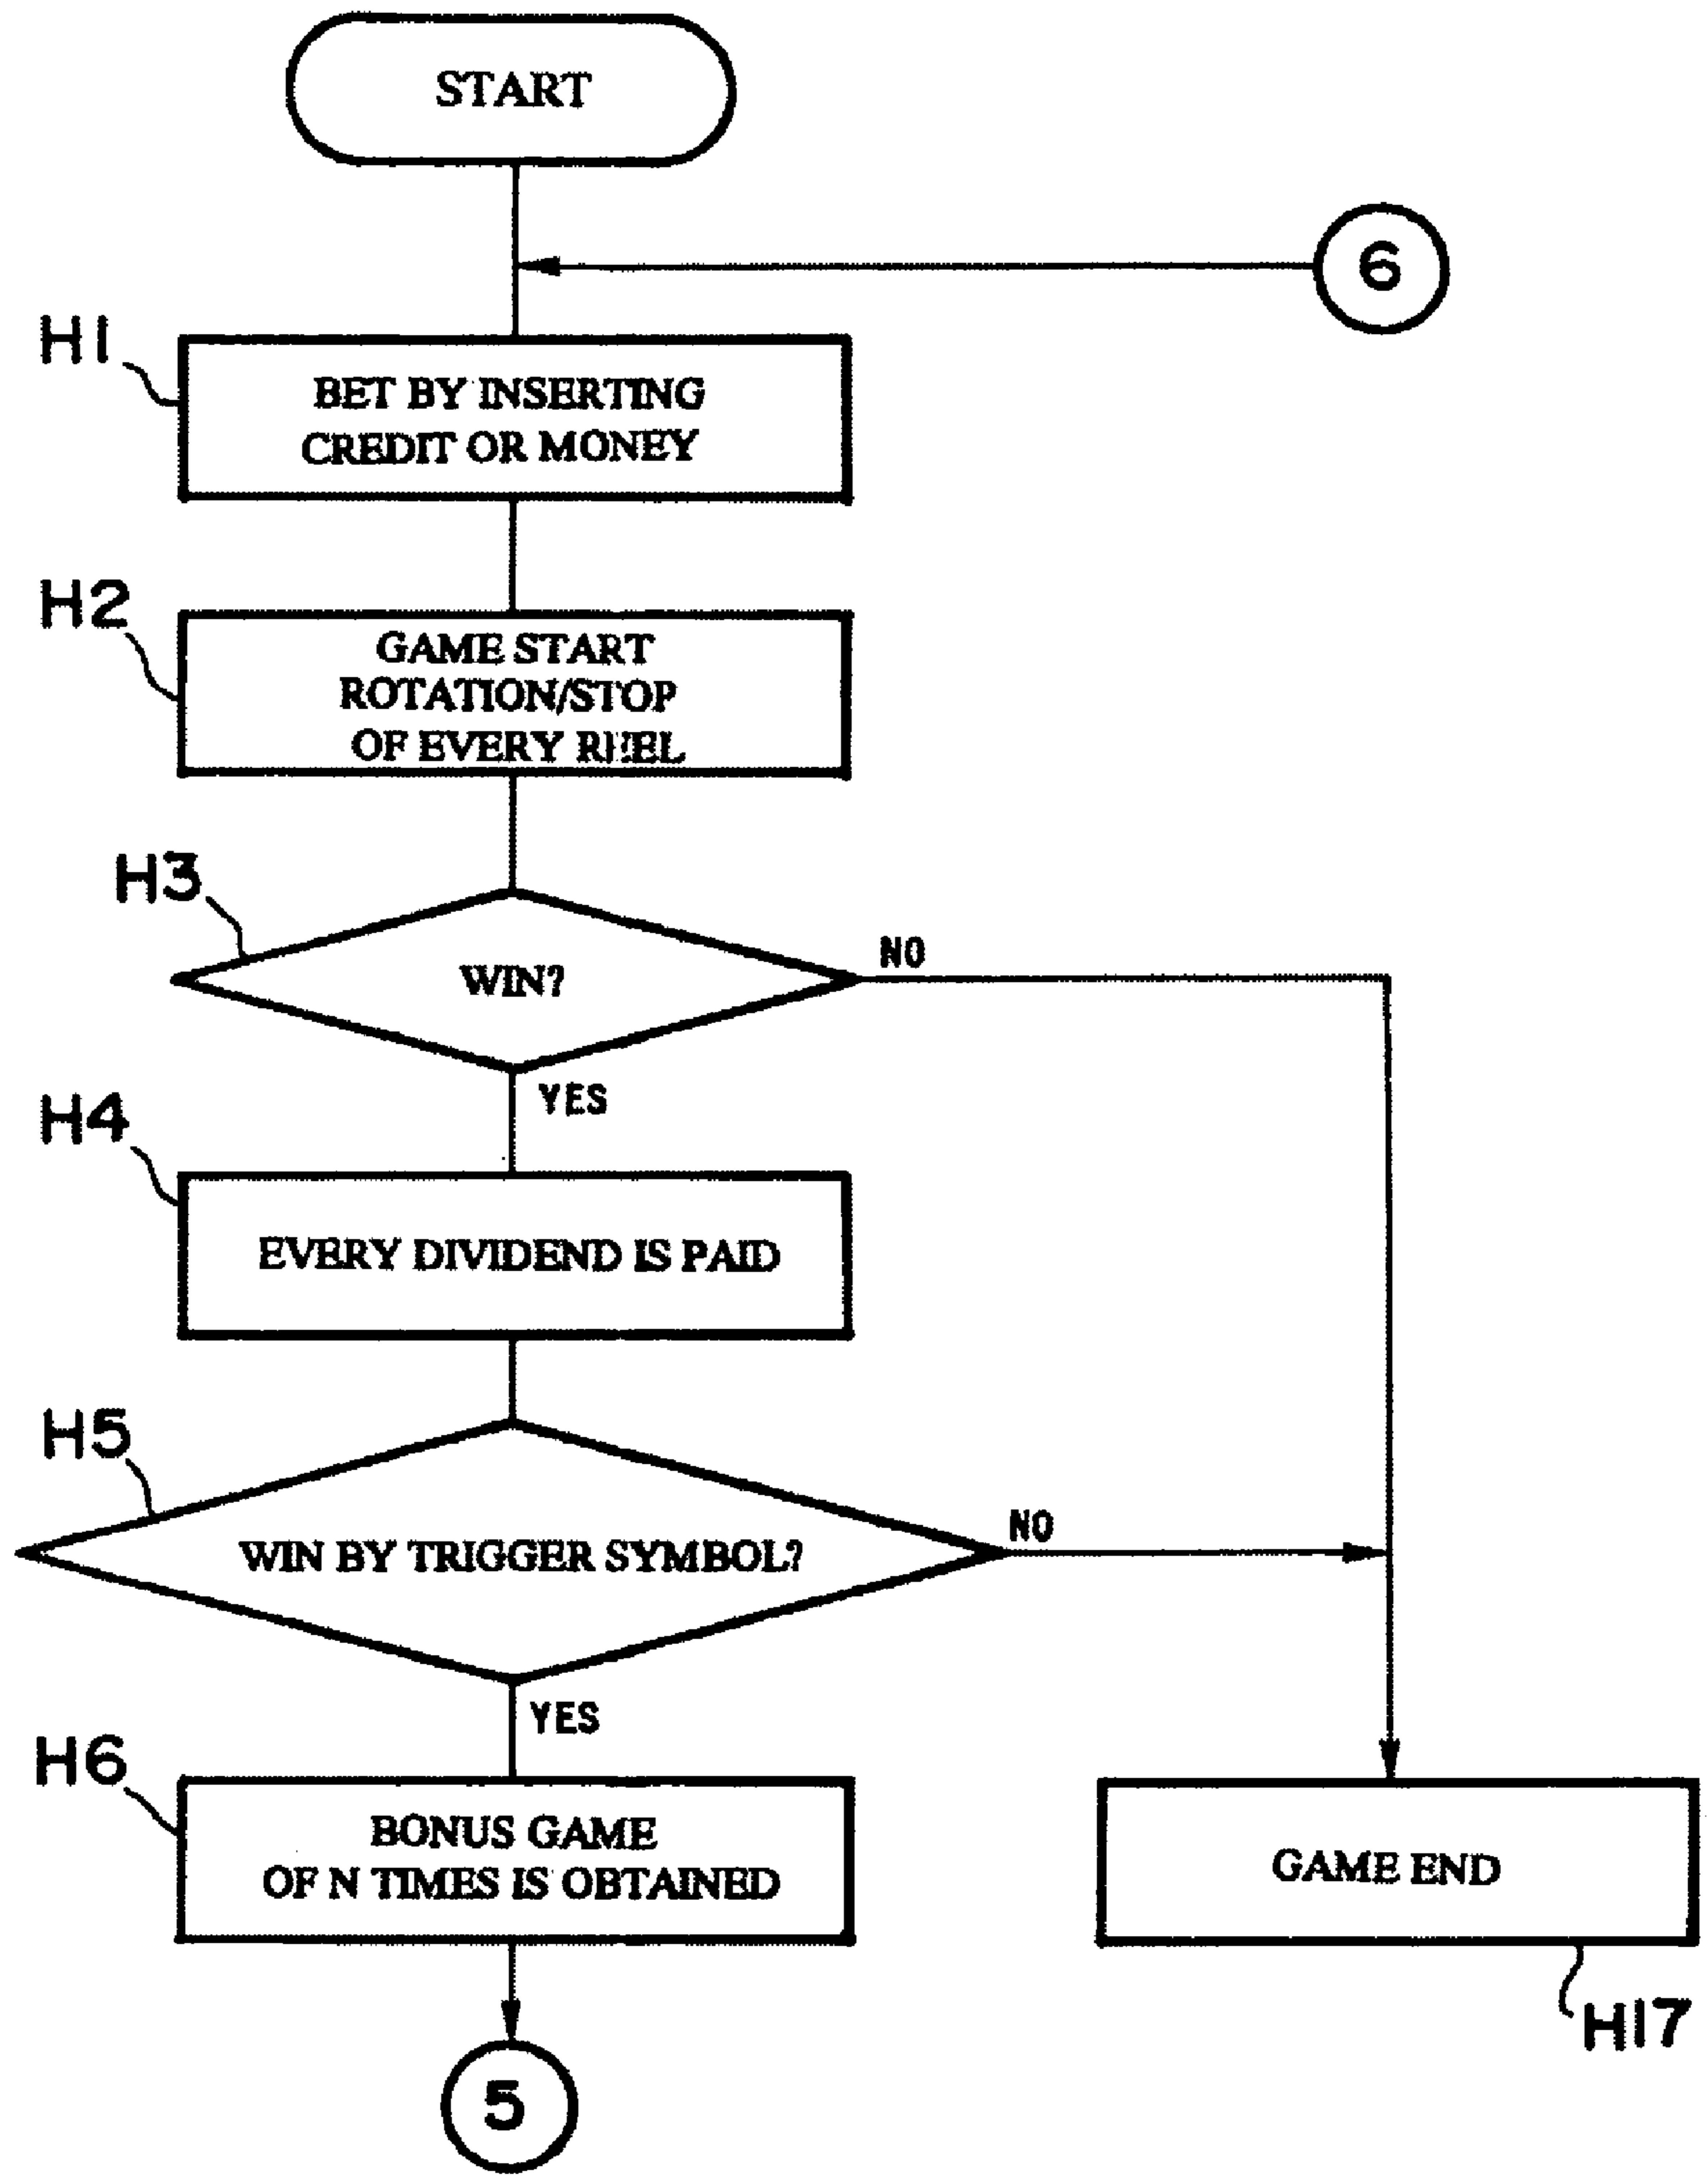 START
6
H1
BET BY INSERTING
CREDIT OR MONEY
H2
GAME START
ROTATION/STOP
OF EVERY REEL
H3
WIN?
NO
YES
H4
EVERY DIVIDEND IS PAID
H5
WIN BY TRIGGER SYMBOL?
NO
YES
H6
BONUS GAME
OF N TIMES IS OBTAINED
GAME END
H17
5